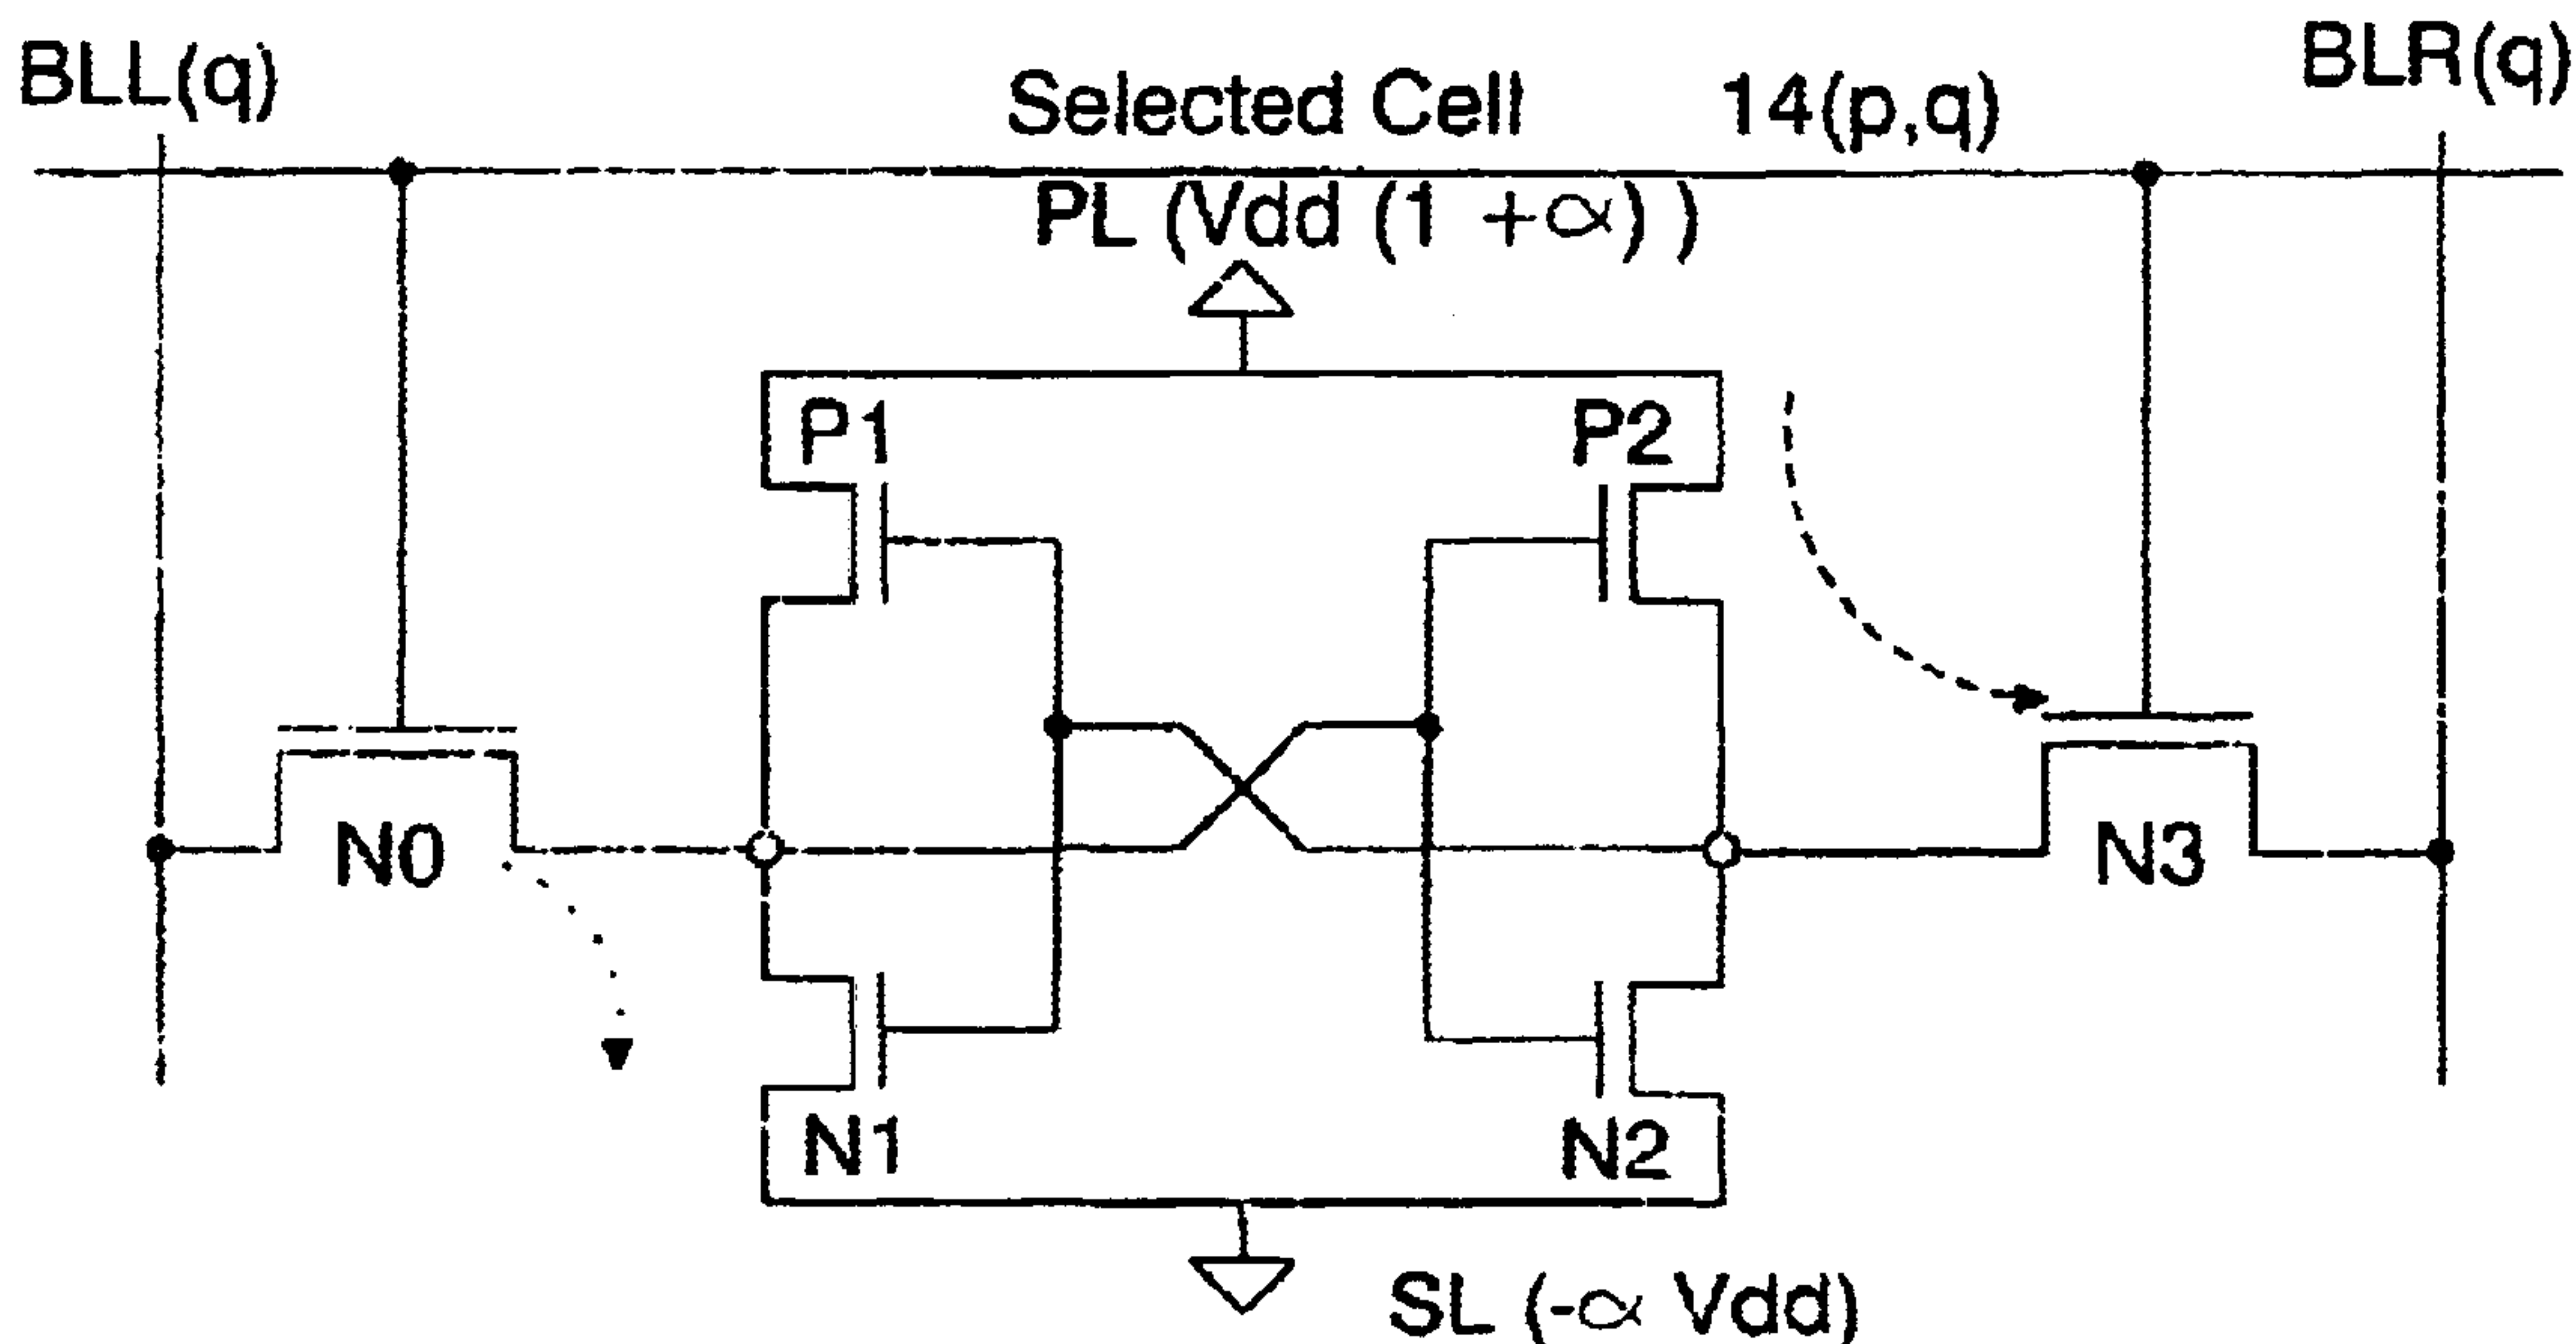 BLL(q)
BLR(q)
Selected Cell 14(p,q)
PL (Vdd (1 +α) )
P1
P2
N0
N3
N1
N2
SL (-α Vdd)